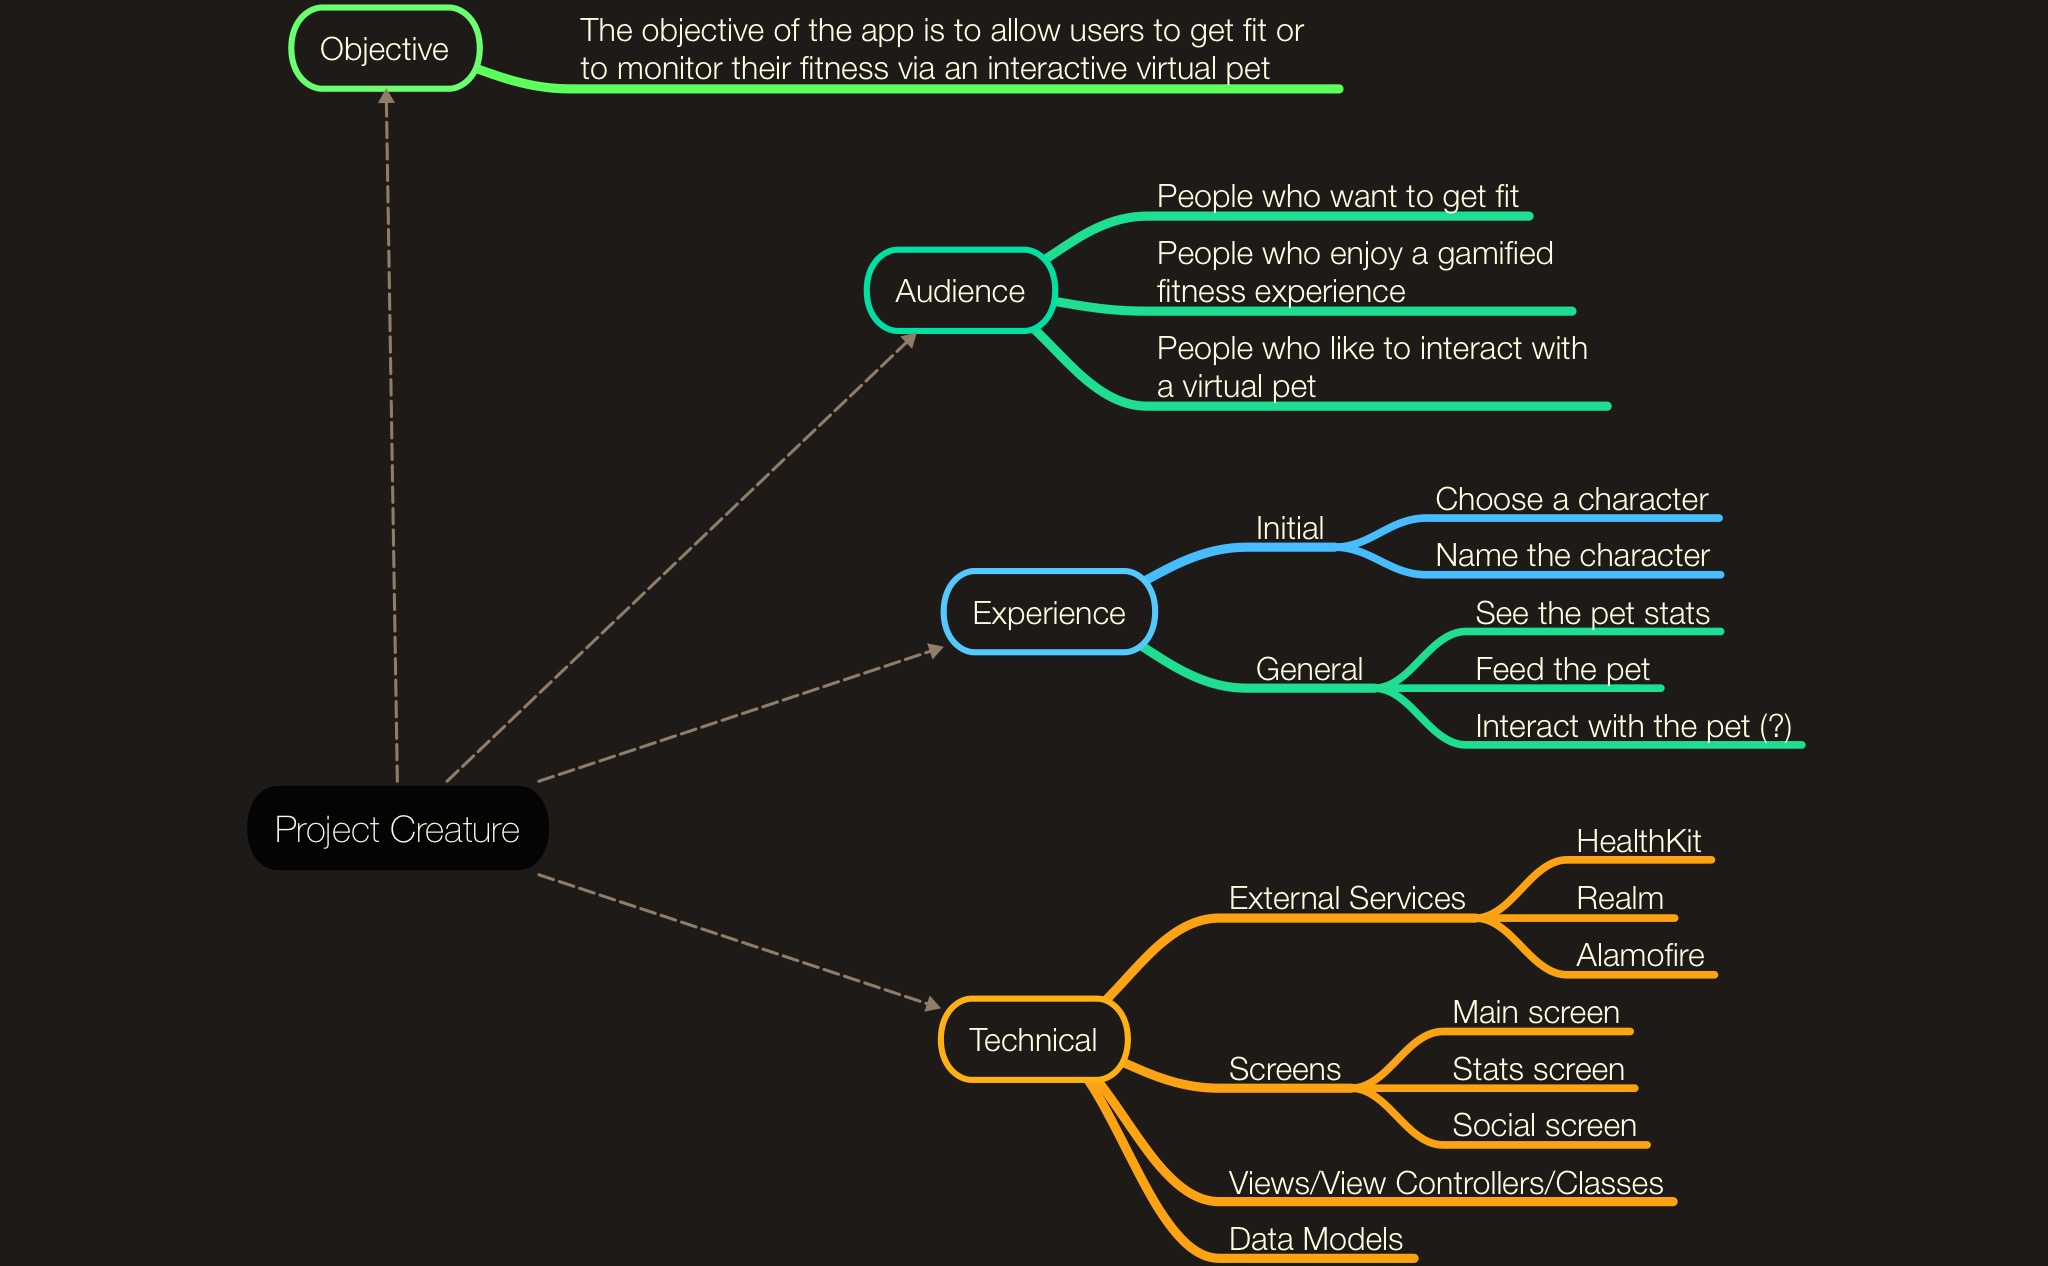 Objective
The objective of the app is to allow users to get fit or
to monitor their fitness via an interactive virtual pet
Audience
People who want to get fit
People who enjoy a gamified
fitness experience
People who like to interact with
a virtual pet
Experience
Initial
Choose a character
Name the character
General
See the pet stats
Feed the pet
Interact with the pet (?)
Project Creature
Technical
External Services
HealthKit
Realm
Alamofire
Screens
Main screen
Stats screen
Social screen
Views/View Controllers/Classes
Data Models